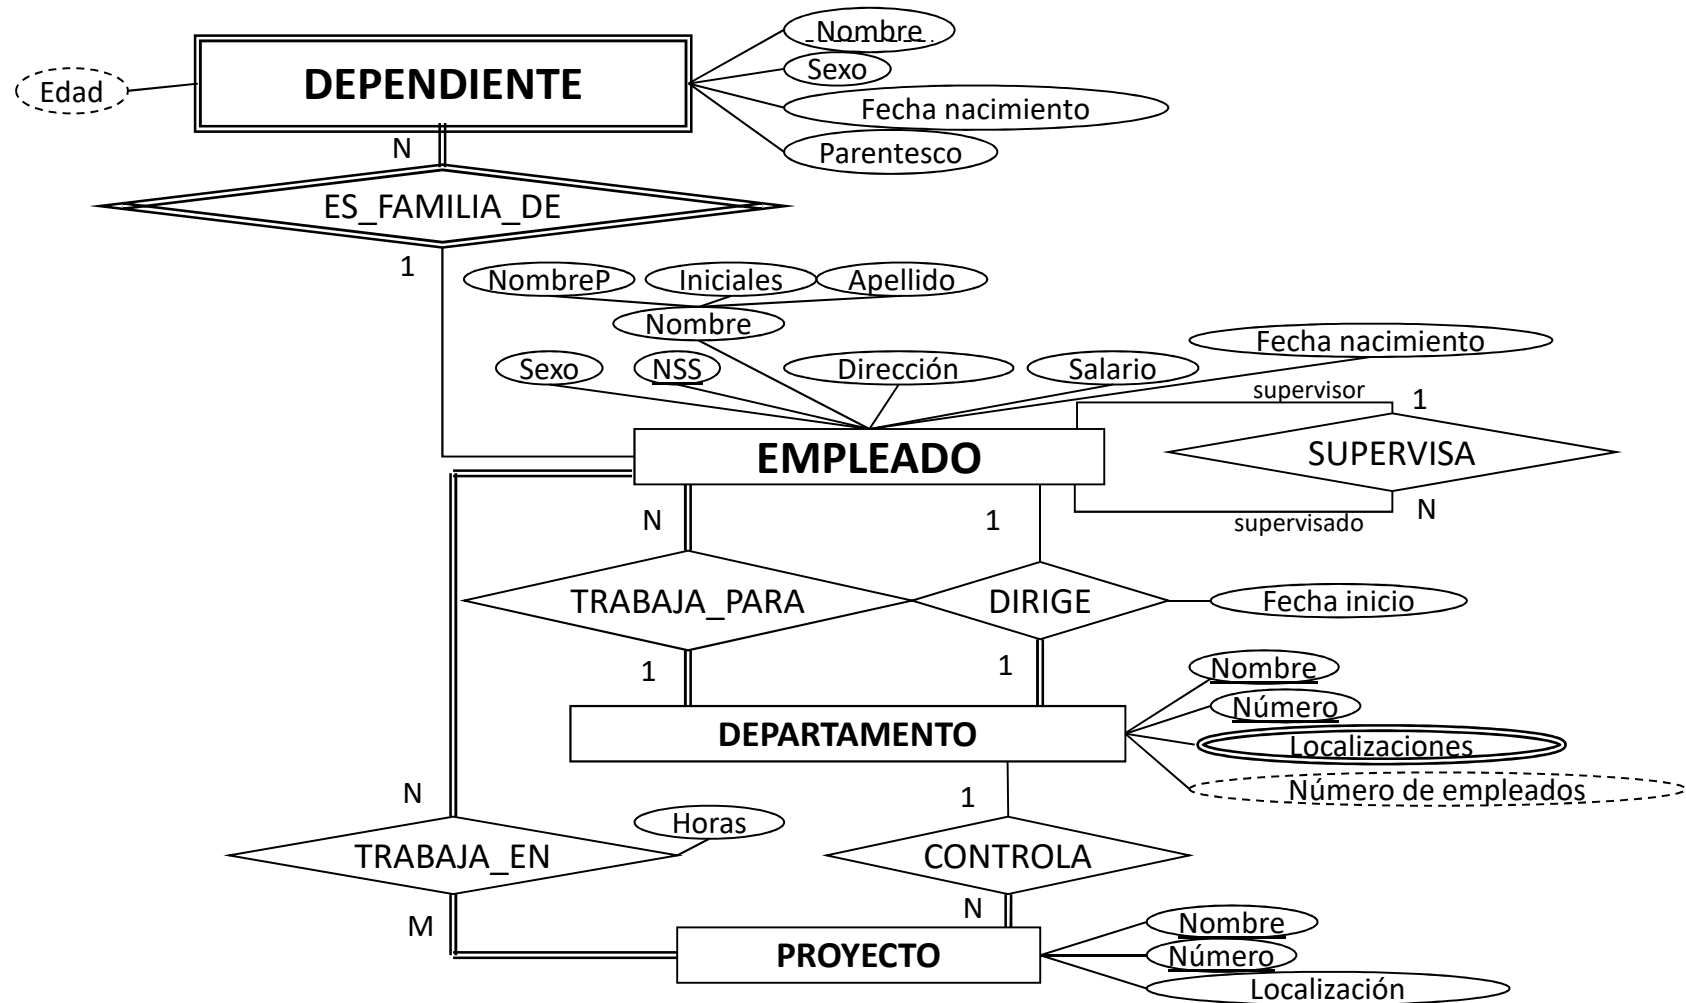 Nombre
DEPENDIENTE
Sexo
Edad
Fecha nacimiento
N
Parentesco
ES_FAMILIA_DE
1
NombreP
Iniciales
Apellido
Nombre
Fecha nacimiento
Sexo
NSS
Dirección
Salario
supervisor
1
EMPLEADO
SUPERVISA
N
1
supervisado
N
TRABAJA_PARA
DIRIGE
Fecha inicio
1
1
Nombre
Número
DEPARTAMENTO
Localizaciones
Número de empleados
N
1
Horas
TRABAJA_EN
CONTROLA
N
M
Nombre
PROYECTO
Número
Localización